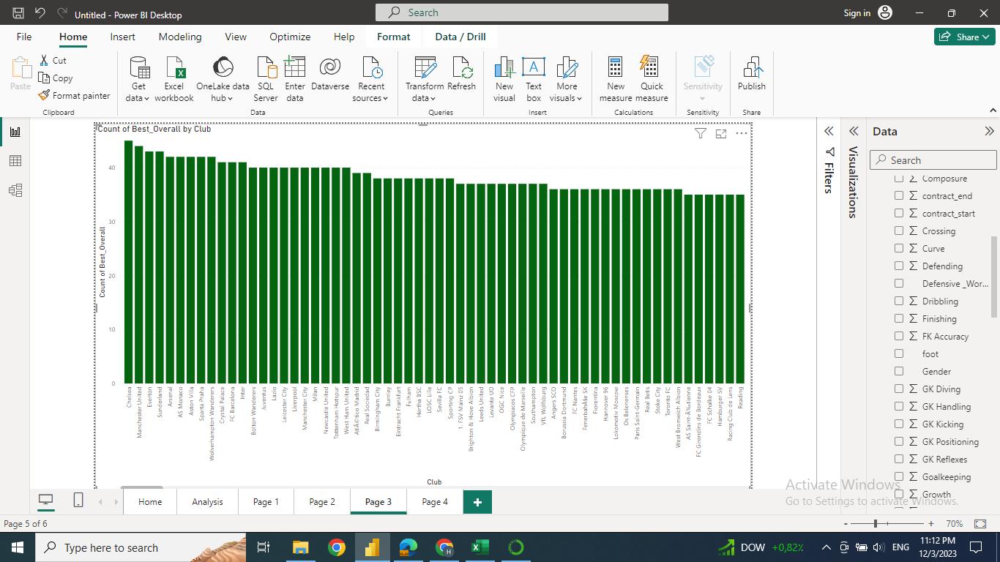 Untitled - Power BI Desktop
Search
Sign in
File
Home
Insert
Modeling
View
Optimize
Help
Format
Data / Drill
Share
Paste
Cut
Copy
Format painter
Clipboard
Get data
Excel workbook
OneLake data hub
SQL Server
Enter data
Dataverse
Recent sources
Data
Transform data
Refresh
Queries
New visual
Text box
More visuals
Insert
New measure
Quick measure
Calculations
Sensitivity
Sensitivity
Publish
Share
Count of Best_Overall by Club
Count of Best_Overall
40
30
20
10
0
Chelsea
Manchester United
Everton
Sunderland
Arsenal
AS Monaco
Aston Villa
Sparta Praha
Wolverhampton Wanderers
Crystal Palace
FC Barcelona
Inter
Bolton Wanderers
Juventus
Lazio
Leicester City
Liverpool
Manchester City
Milan
Newcastle United
Tottenham Hotspur
West Ham United
AtlÃ©tico Madrid
Real Sociedad
Birmingham City
Burnley
Eintracht Frankfurt
Fulham
Hertha BSC
LOSC Lille
Sevilla FC
Sporting CP
1. FSV Mainz 05
Brighton & Hove Albion
Leeds United
Levante UD
OGC Nice
Olympiacos CFP
Olympique de Marseille
Southampton
VfL Wolfsburg
Angers SCO
Borussia Dortmund
FC Nantes
FenerbahÃ§e SK
Fiorentina
Hannover 96
Lokomotiv Moscow
Os Belenenses
Paris Saint-Germain
Real Betis
Stoke City
Toronto FC
West Bromwich Albion
AS Saint-Ã‰tienne
FC Girondins de Bordeaux
FC Schalke 04
Hamburger SV
Racing Club de Lens
Reading
Club
Filters
Visualizations
Data
Search
Composure
contract_end
contract_start
Crossing
Curve
Defending
Defensive _Wor...
Dribbling
Finishing
FK Accuracy
foot
Gender
GK Diving
GK Handling
GK Kicking
GK Positioning
GK Reflexes
Goalkeeping
Growth
Activate Windows
Go to Settings to activate Windows.
Home
Analysis
Page 1
Page 2
Page 3
Page 4
Page 5 of 6
70%
Type here to search
DOW
+0,82%
ENG
11:12 PM
12/3/2023